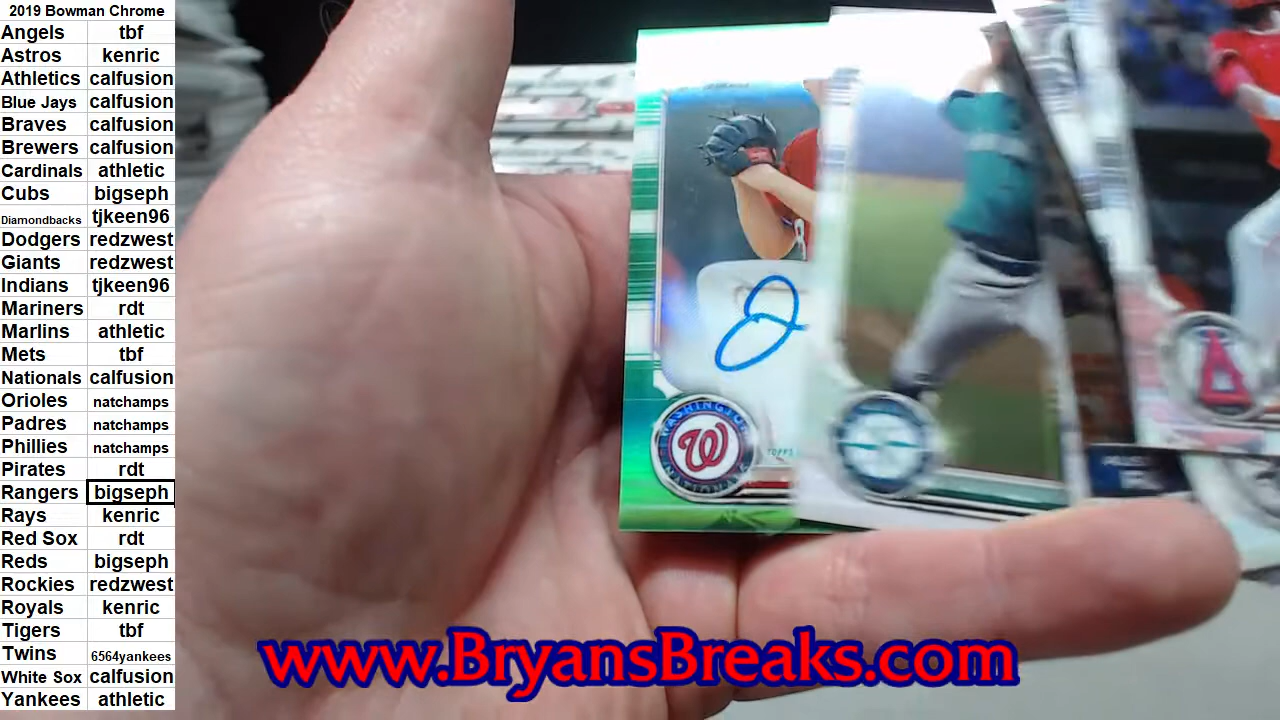 2019 Bowman Chrome
Angels tbf
Astros kenric
Athletics calfusion
Blue Jays calfusion
Braves calfusion
Brewers calfusion
Cardinals athletic
Cubs bigseph
Diamondbacks tjkeen96
Dodgers redzwest
Giants redzwest
Indians tjkeen96
Mariners rdt
Marlins athletic
Mets tbf
Nationals calfusion
Orioles natchamps
Padres natchamps
Phillies natchamps
Pirates rdt
Rangers bigseph
Rays kenric
Red Sox rdt
Reds bigseph
Rockies redzwest
Royals kenric
Tigers tbf
Twins 6564yankees
White Sox calfusion
Yankees athletic
WASHINGTON
W
NATIONALS
TOPPS
A
www.BryansBreaks.com